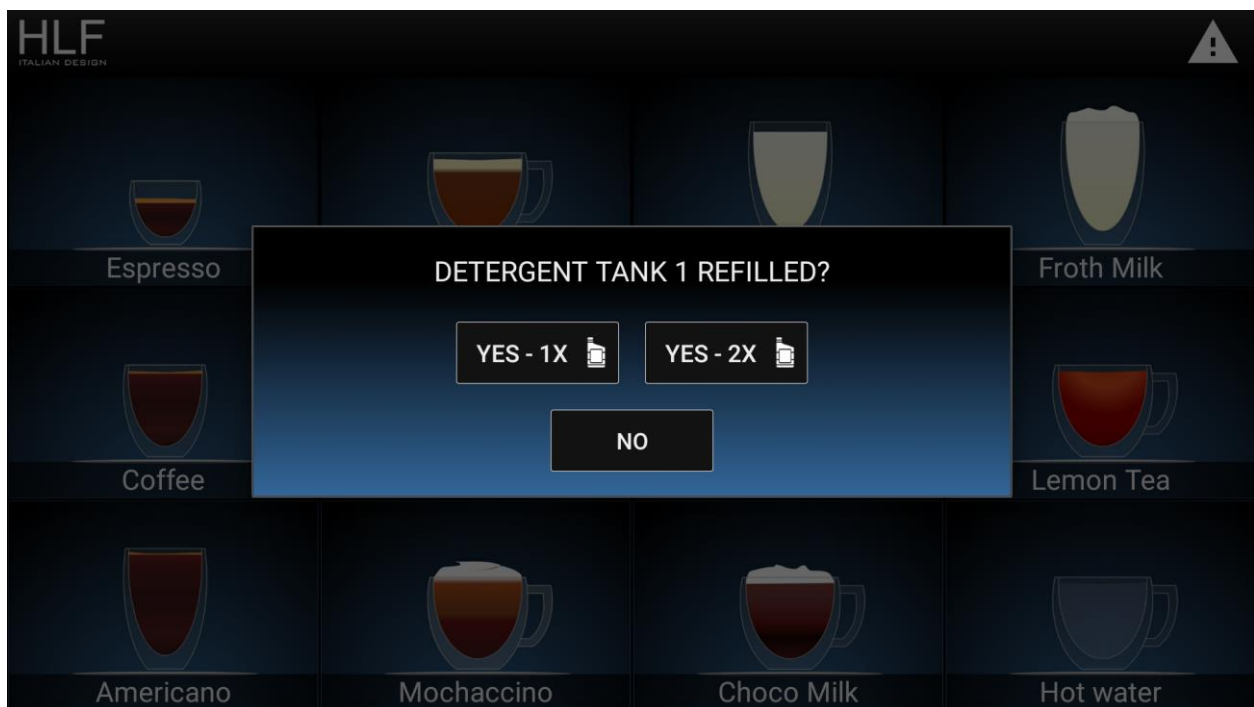 HLF
ITALIAN DESIGN
Espresso
Froth Milk
DETERGENT TANK 1 REFILLED?
YES - 1X
YES - 2X
NO
Coffee
Lemon Tea
Americano
Mochaccino
Choco Milk
Hot water